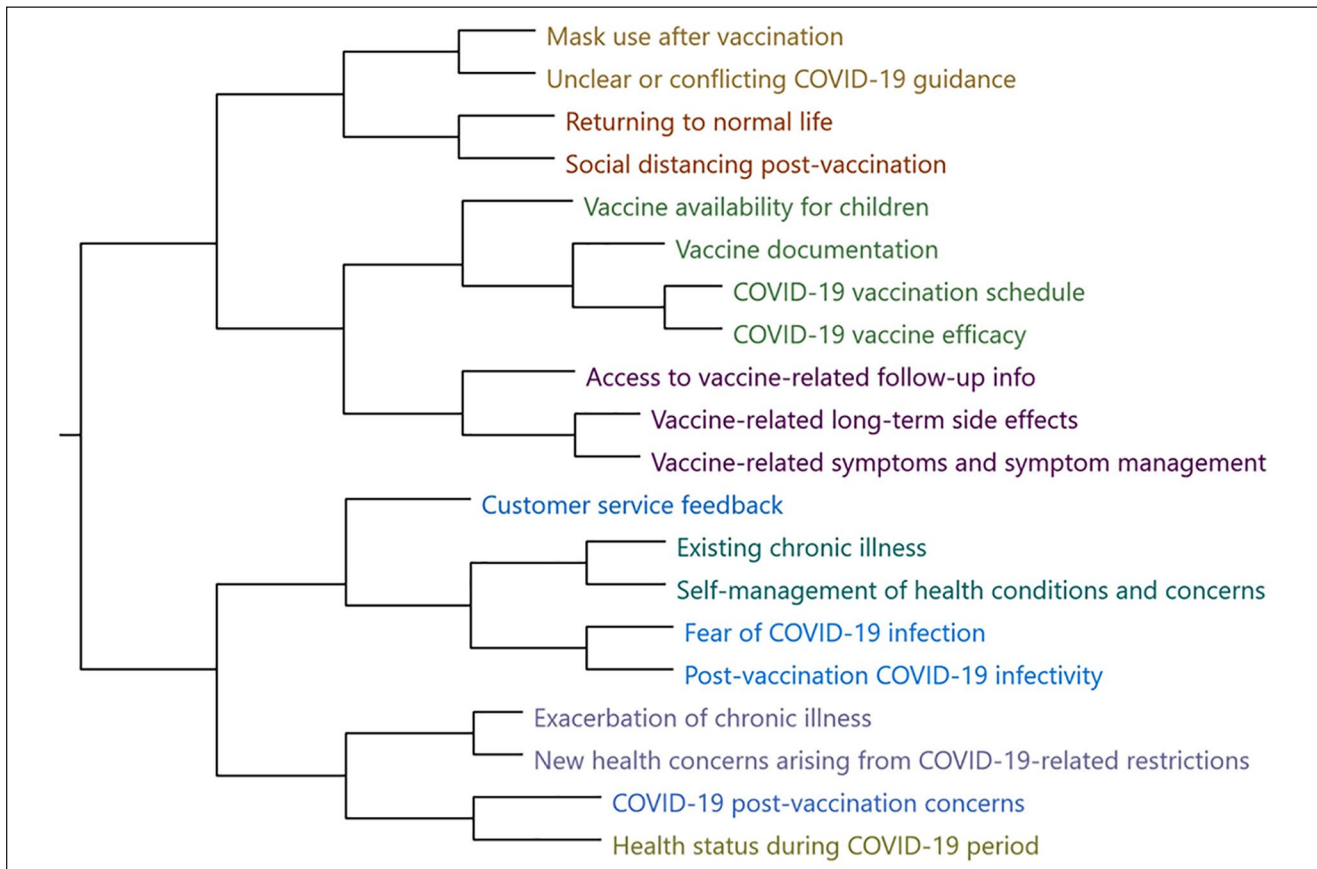 Mask use after vaccination
Unclear or conflicting COVID-19 guidance
Returning to normal life
Social distancing post-vaccination
Vaccine availability for children
Vaccine documentation
COVID-19 vaccination schedule
COVID-19 vaccine efficacy
Access to vaccine-related follow-up info
Vaccine-related long-term side effects
Vaccine-related symptoms and symptom management
Customer service feedback
Existing chronic illness
Self-management of health conditions and concerns
Fear of COVID-19 infection
Post-vaccination COVID-19 infectivity
Exacerbation of chronic illness
New health concerns arising from COVID-19-related restrictions
COVID-19 post-vaccination concerns
Health status during COVID-19 period